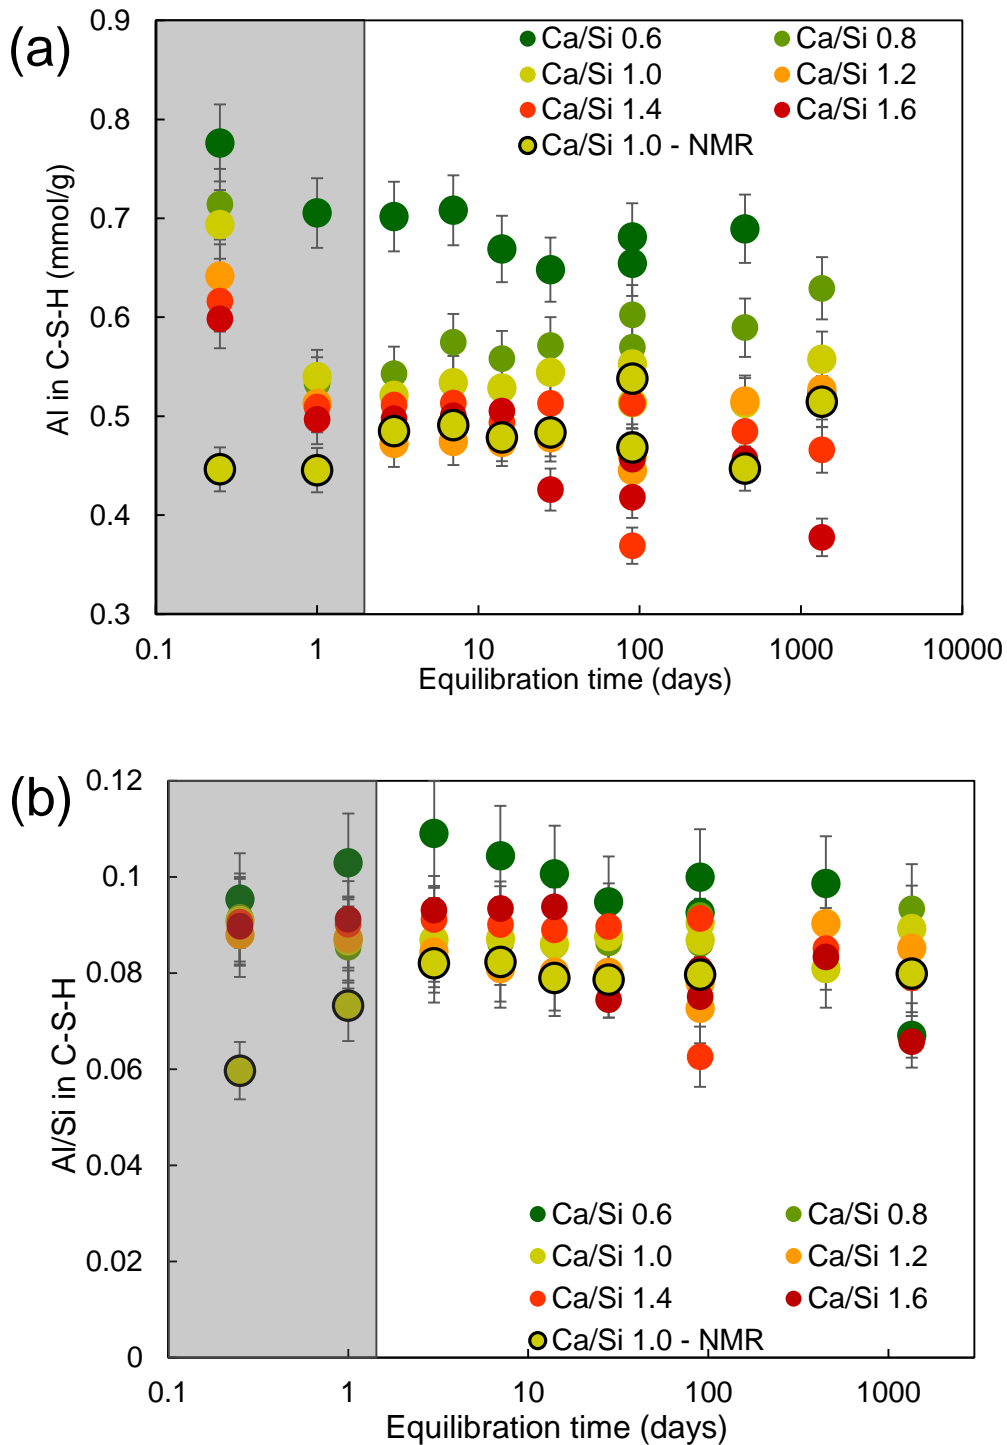 (a)
0.9
0.8
0.7
0.6
0.5
0.4
0.3
Al in C-S-H (mmol/g)
Ca/Si 0.6
Ca/Si 0.8
Ca/Si 1.0
Ca/Si 1.2
Ca/Si 1.4
Ca/Si 1.6
Ca/Si 1.0 - NMR
0.1 1 10 100 1000 10000
Equilibration time (days)
(b)
0.12
0.1
0.08
0.06
0.04
0.02
0
Al/Si in C-S-H
Ca/Si 0.6
Ca/Si 0.8
Ca/Si 1.0
Ca/Si 1.2
Ca/Si 1.4
Ca/Si 1.6
Ca/Si 1.0 - NMR
0.1 1 10 100 1000
Equilibration time (days)